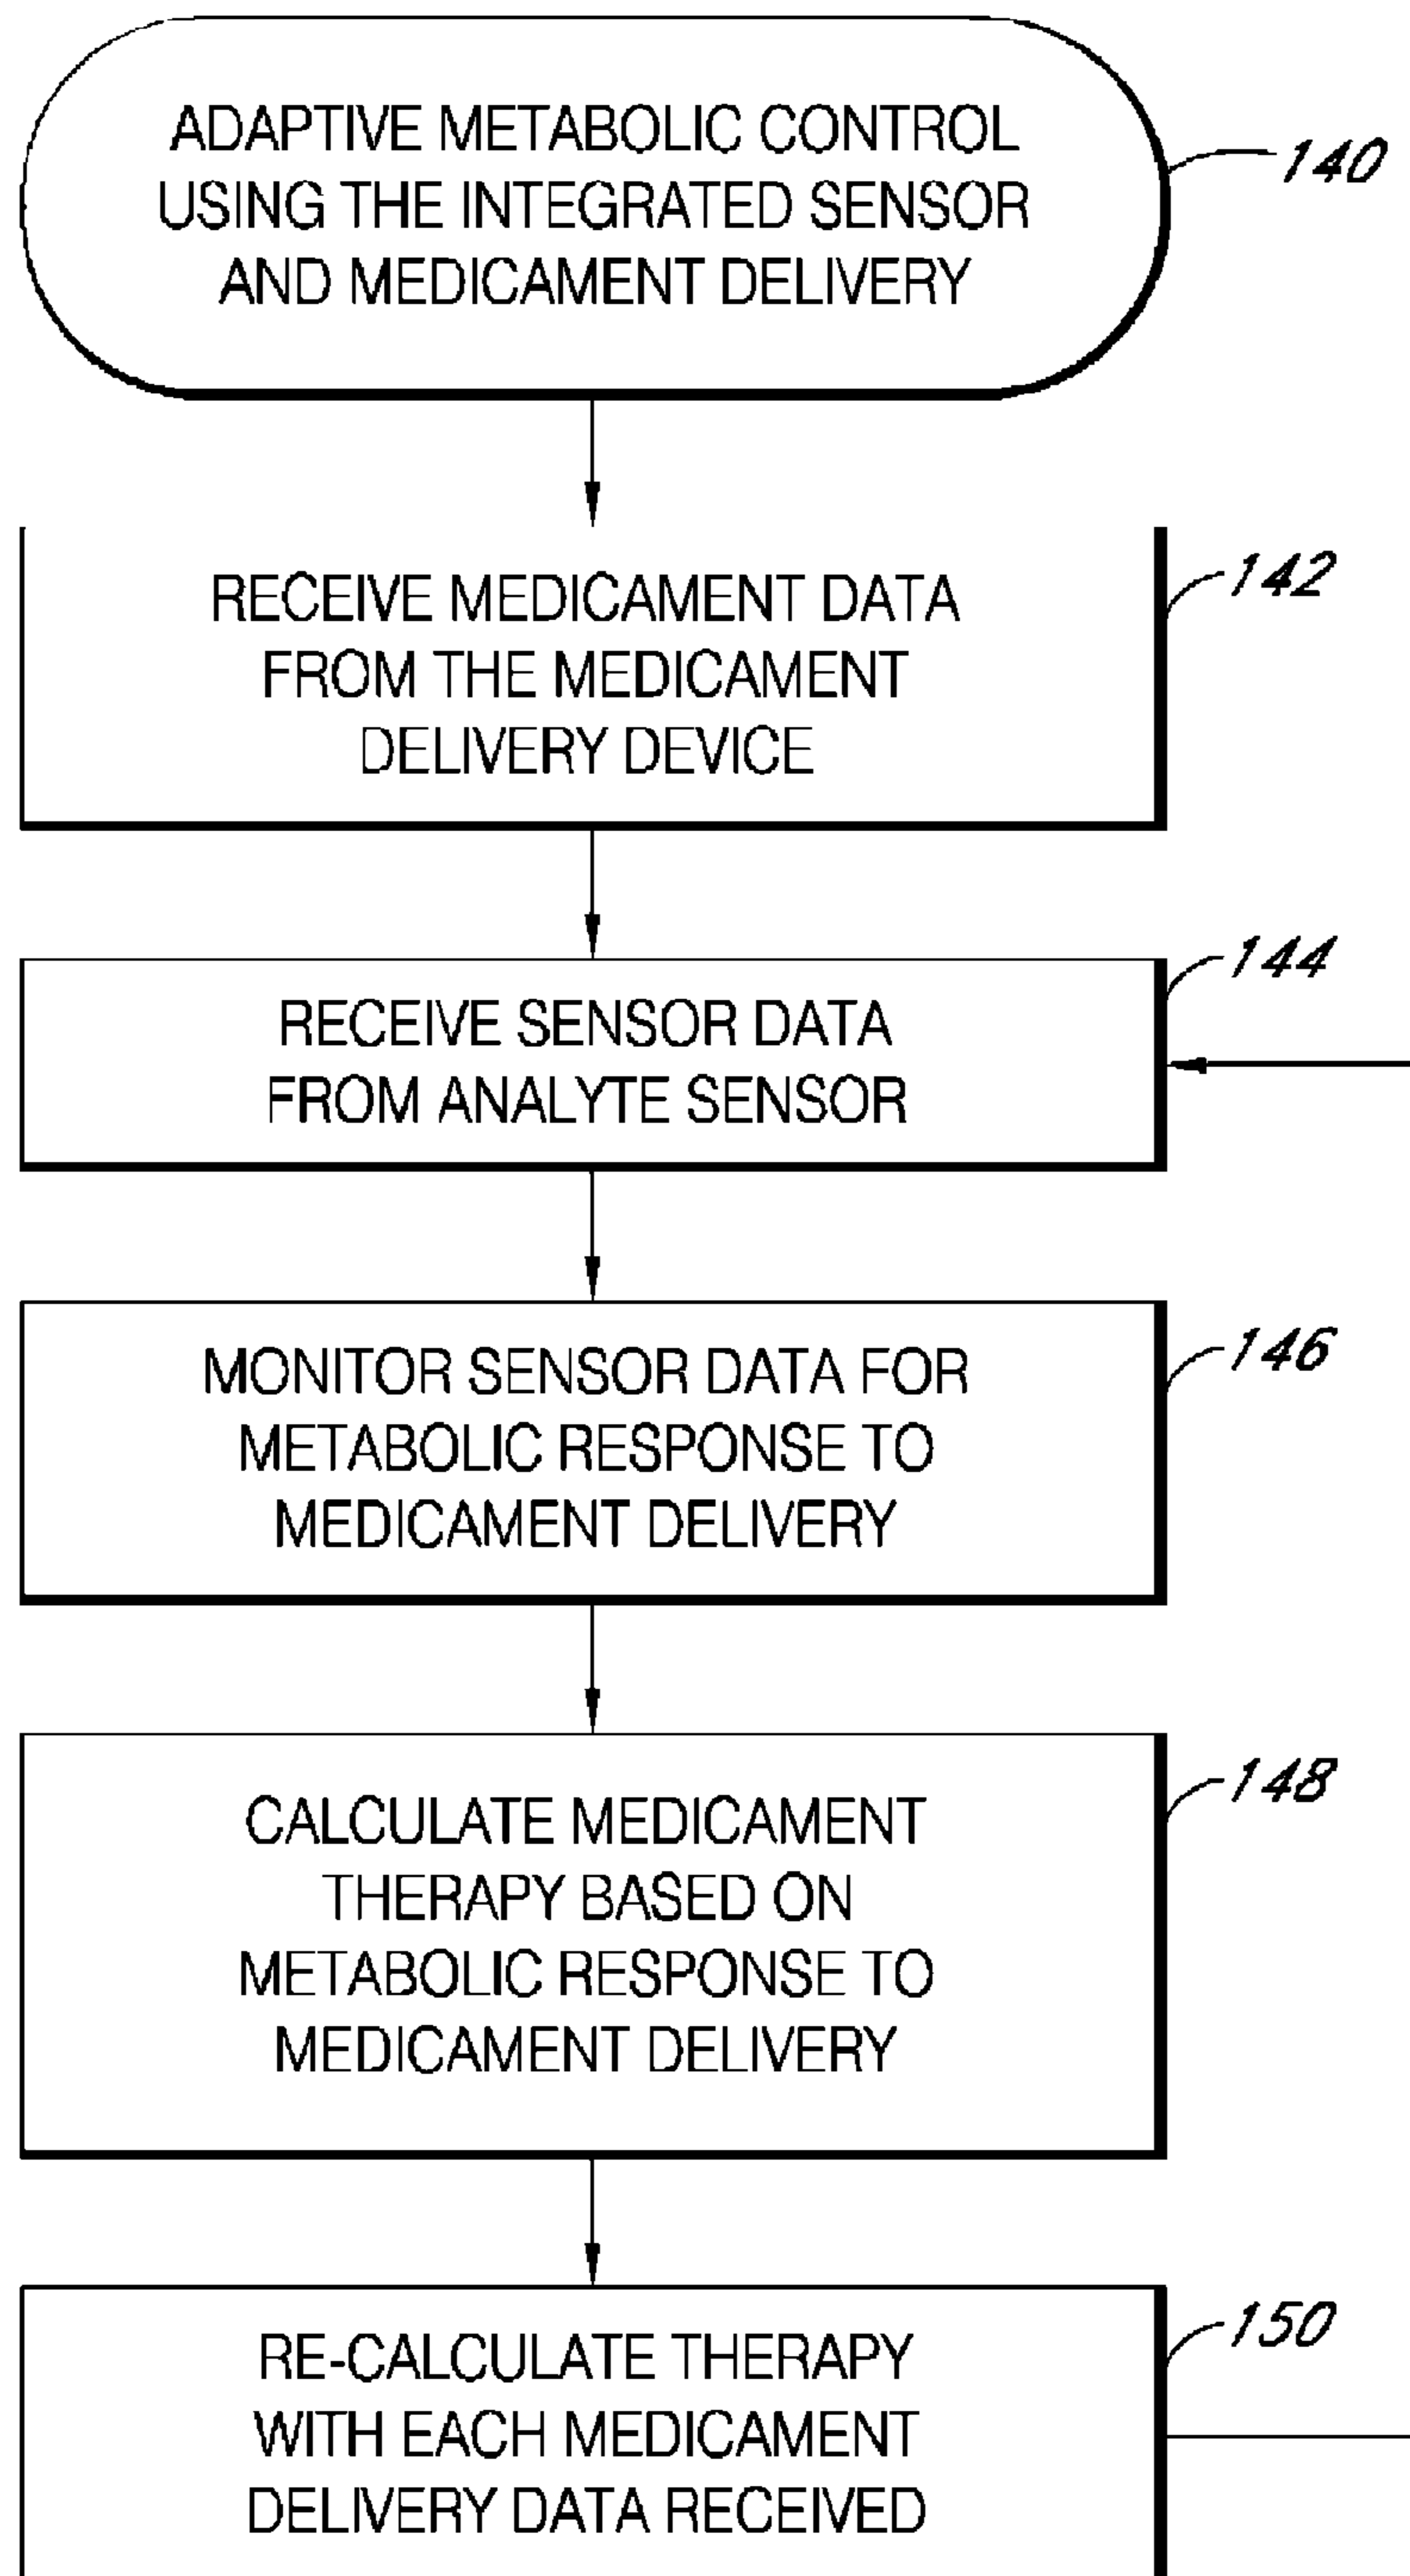 ADAPTIVE METABOLIC CONTROL
USING THE INTEGRATED SENSOR
AND MEDICAMENT DELIVERY
140
RECEIVE MEDICAMENT DATA
FROM THE MEDICAMENT
DELIVERY DEVICE
142
RECEIVE SENSOR DATA
FROM ANALYTE SENSOR
144
MONITOR SENSOR DATA FOR
METABOLIC RESPONSE TO
MEDICAMENT DELIVERY
146
CALCULATE MEDICAMENT
THERAPY BASED ON
METABOLIC RESPONSE TO
MEDICAMENT DELIVERY
148
RE-CALCULATE THERAPY
WITH EACH MEDICAMENT
DELIVERY DATA RECEIVED
150